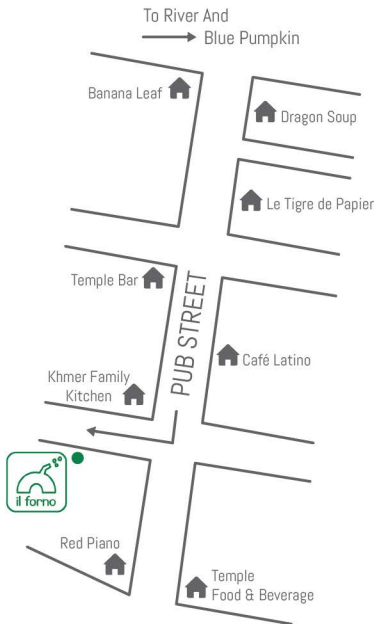 To River And
Blue Pumpkin
Banana Leaf
Dragon Soup
Le Tigre de Papier
Temple Bar
PUB STREET
Café Latino
Khmer Family
Kitchen
il forno
Red Piano
Temple
Food & Beverage